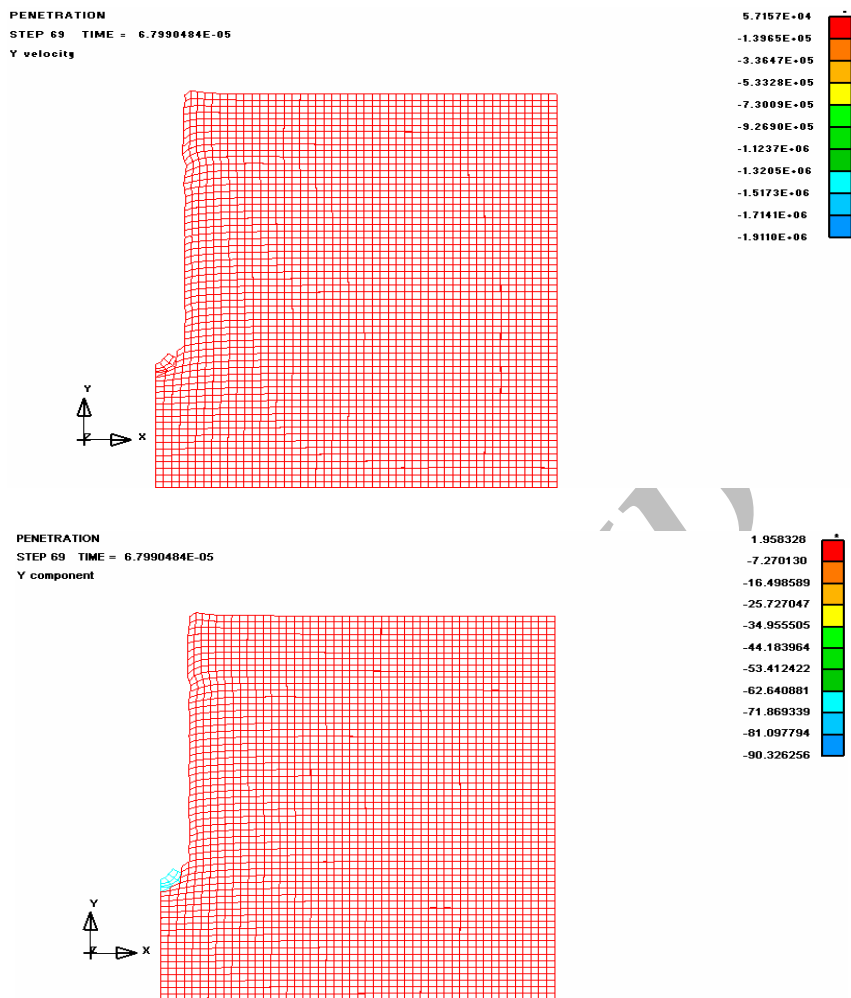 PENETRATION
STEP 69 TIME = 6.7990484E-05
Y velocity
5.7157E+04
-1.3965E+05
-3.3647E+05
-5.3328E+05
-7.3009E+05
-9.2690E+05
-1.1237E+06
-1.3205E+06
-1.5173E+06
-1.7141E+06
-1.9110E+06
Y
Z X
PENETRATION
STEP 69 TIME = 6.7990484E-05
Y component
1.958328
-7.270130
-16.498589
-25.727047
-34.955505
-44.183964
-53.412422
-62.640881
-71.869339
-81.097794
-90.326256
Y
Z X